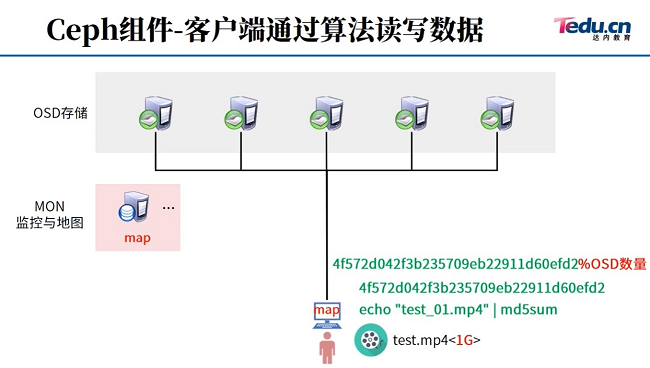 Ceph组件-客户端通过算法读写数据
Tedu.cn
达内教育
OSD存储
MON
监控与地图
...
map
4f572d042f3b235709eb22911d60efd2%OSD数量
4f572d042f3b235709eb22911d60efd2
map
echo "test_01.mp4" | md5sum
test.mp4<1G>